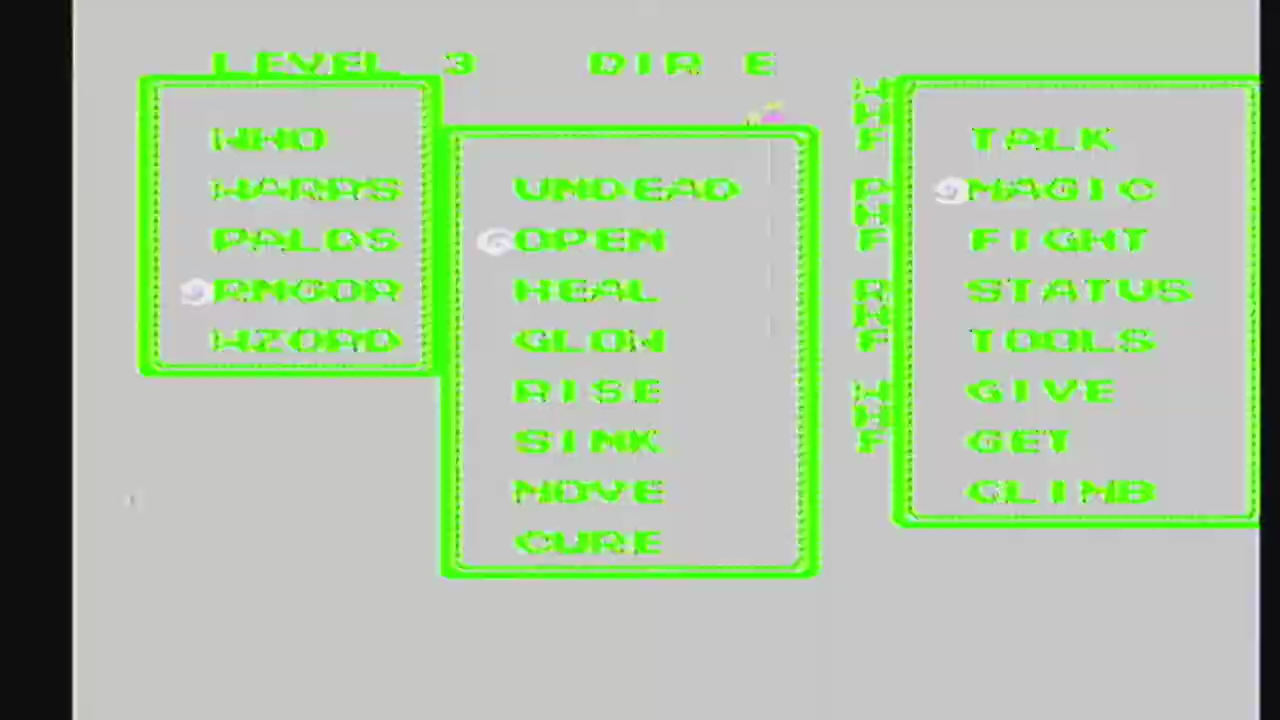 LEVEL 3 DIR E
WHO
WARRS
PALDS
RNGOR
WZORD
UNDEAD
OPEN
HEAL
GLOW
RISE
SINK
MOVE
CURE
TALK
MAGIC
FIGHT
STATUS
TOOLS
GIVE
GET
CLIMB